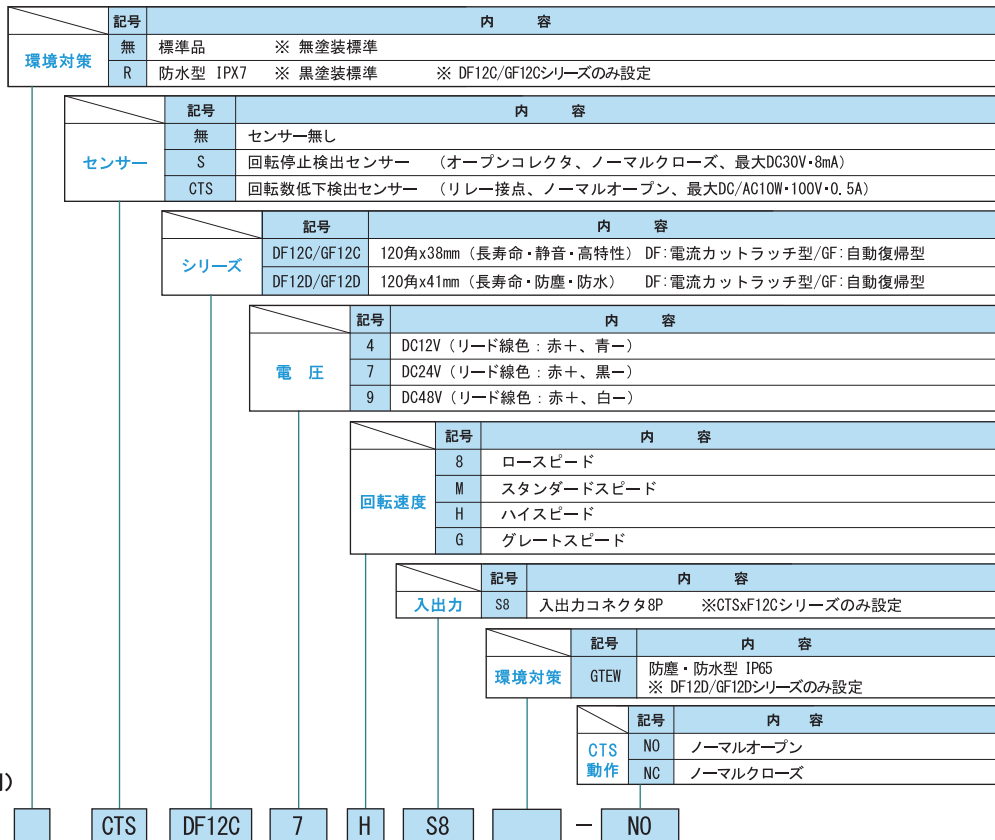 記号 内 容
環境対策
無 標準品 ※ 無塗装標準
R 防水型 IPX7 ※ 黒塗装標準 ※ DF12C/GF12Cシリーズのみ設定
記号 内 容
センサー
無 センサー無し
S 回転停止検出センサー (オープンコレクタ、ノーマルクローズ、最大DC30V・8mA)
CTS 回転数低下検出センサー (リレー接点、ノーマルオープン、最大DC/AC10W・100V・0.5A)
記号 内 容
シリーズ
DF12C/GF12C 120角x38mm(長寿命・静音・高特性) DF:電流カットラッチ型/GF:自動復帰型
DF12D/GF12D 120角x41mm(長寿命・防塵・防水) DF:電流カットラッチ型/GF:自動復帰型
記号 内 容
電 圧
4 DC12V(リード線色:赤+、青ー)
7 DC24V(リード線色:赤+、黒ー)
9 DC48V(リード線色:赤+、白ー)
記号 内 容
回転速度
8 ロースピード
M スタンダードスピード
H ハイスピード
G グレートスピード
記号 内 容
入出力 S8 入出力コネクタ8P ※CTSxF12Cシリーズのみ設定
記号 内 容
環境対策 GTEW 防塵・防水型 IP65
※ DF12D/GF12Dシリーズのみ設定
記号 内 容
CTS
動作
NO ノーマルオープン
NC ノーマルクローズ
)
CTS DF12C 7 H S8 － NO